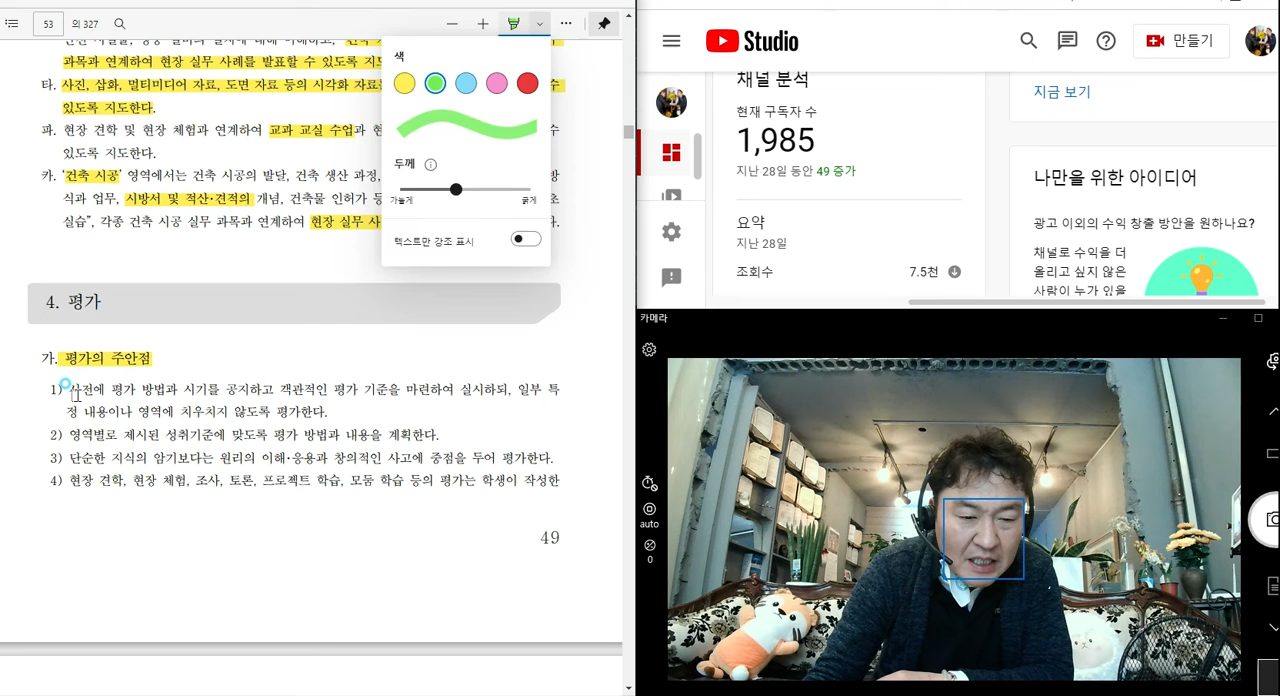 53 의 327
색
두께
가늘게 굵게
텍스트만 강조 표시
과목과 연계하여 현장 실무 사례를 발표할 수 있도록 지도
타. 사진, 삽화, 멀티미디어 자료, 도면 자료 등의 시각화 자료 수
있도록 지도한다.
파. 현장 견학 및 현장 체험과 연계하여 교과 교실 수업과 수
있도록 지도한다.
카. ‘건축 시공’ 영역에서는 건축 시공의 발달, 건축 생산 과정, 방
식과 업무, 시방서 및 적산·견적의 개념, 건축물 인허가 초
실습”, 각종 건축 시공 실무 과목과 연계하여 현장 실무 사 다.
4. 평가
가. 평가의 주안점
1) 사전에 평가 방법과 시기를 공지하고 객관적인 평가 기준을 마련하여 실시하되, 일부 특
정 내용이나 영역에 치우치지 않도록 평가한다.
2) 영역별로 제시된 성취기준에 맞도록 평가 방법과 내용을 계획한다.
3) 단순한 지식의 암기보다는 원리의 이해·응용과 창의적인 사고에 중점을 두어 평가한다.
4) 현장 견학, 현장 체험, 조사, 토론, 프로젝트 학습, 모둠 학습 등의 평가는 학생이 작성한
49
Studio
만들기
채널 분석
현재 구독자 수
1,985
지난 28일 동안 49 증가
요약
지난 28일
조회수 7.5천
지금 보기
나만을 위한 아이디어
광고 이외의 수익 창출 방안을 원하나요?
채널로 수익을 더
올리고 싶지 않은
사람이 누가 있을
카메라
auto
0